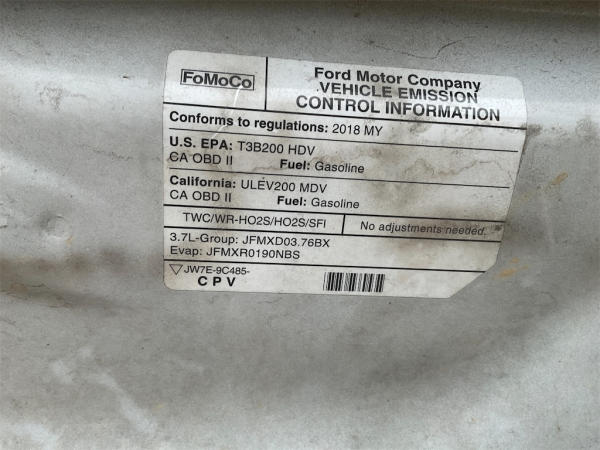 FoMoCo
Ford Motor Company
VEHICLE EMISSION
CONTROL INFORMATION
Conforms to regulations: 2018 MY
U.S. EPA: T3B200 HDV
CA OBD II Fuel: Gasoline
California: ULEV200 MDV
CA OBD II Fuel: Gasoline
TWC/WR-HO2S/HO2S/SFI No adjustments needed.
3.7L-Group: JFMXD03.76BX
Evap: JFMXR0190NBS
JW7E-9C485-
C P V